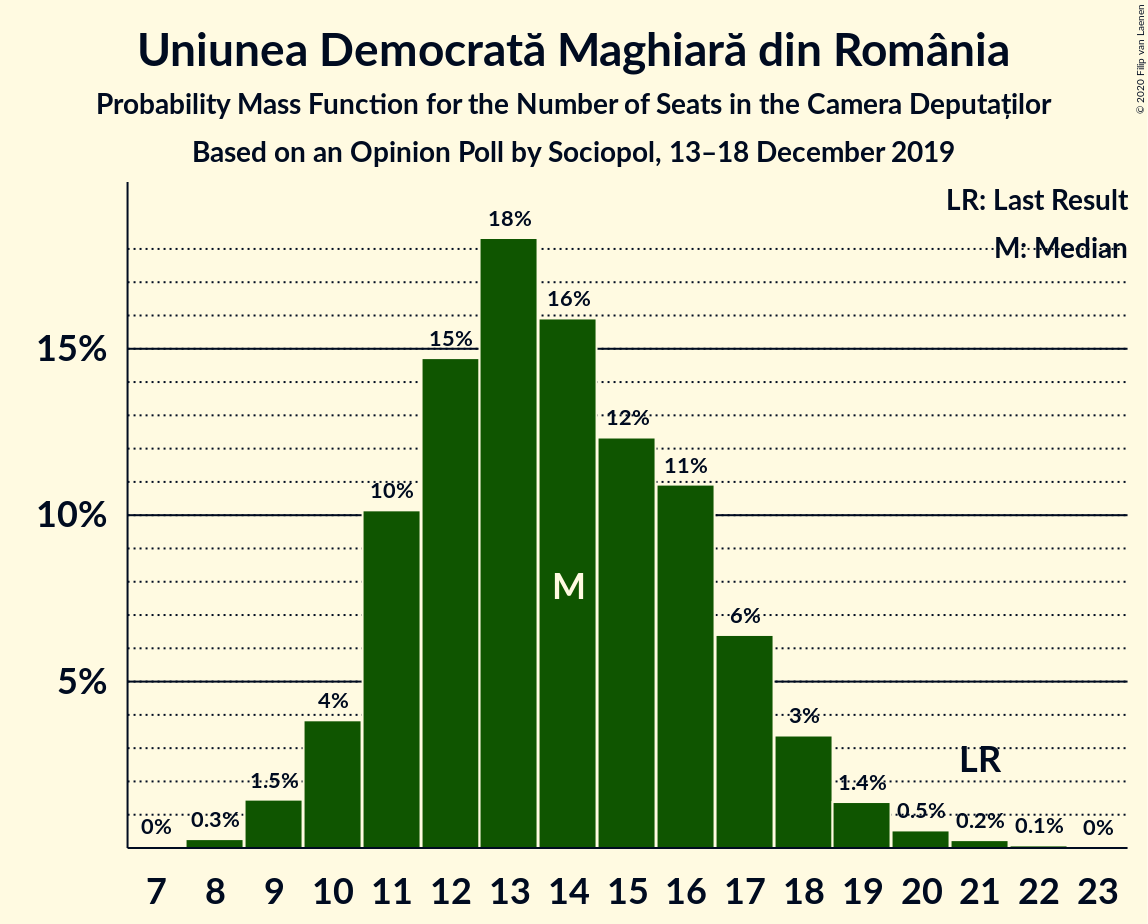 Uniunea Democrată Maghiară din România
Probability Mass Function for the Number of Seats in the Camera Deputaților
Based on an Opinion Poll by Sociopol, 13–18 December 2019
© 2020 Filip van Laenen
LR: Last Result
M: Median
15%
10%
5%
0%
0.3%
1.5%
4%
10%
15%
18%
16%
12%
11%
6%
3%
1.4%
0.5%
0.2%
0.1%
0%
M
LR
7 8 9 10 11 12 13 14 15 16 17 18 19 20 21 22 23